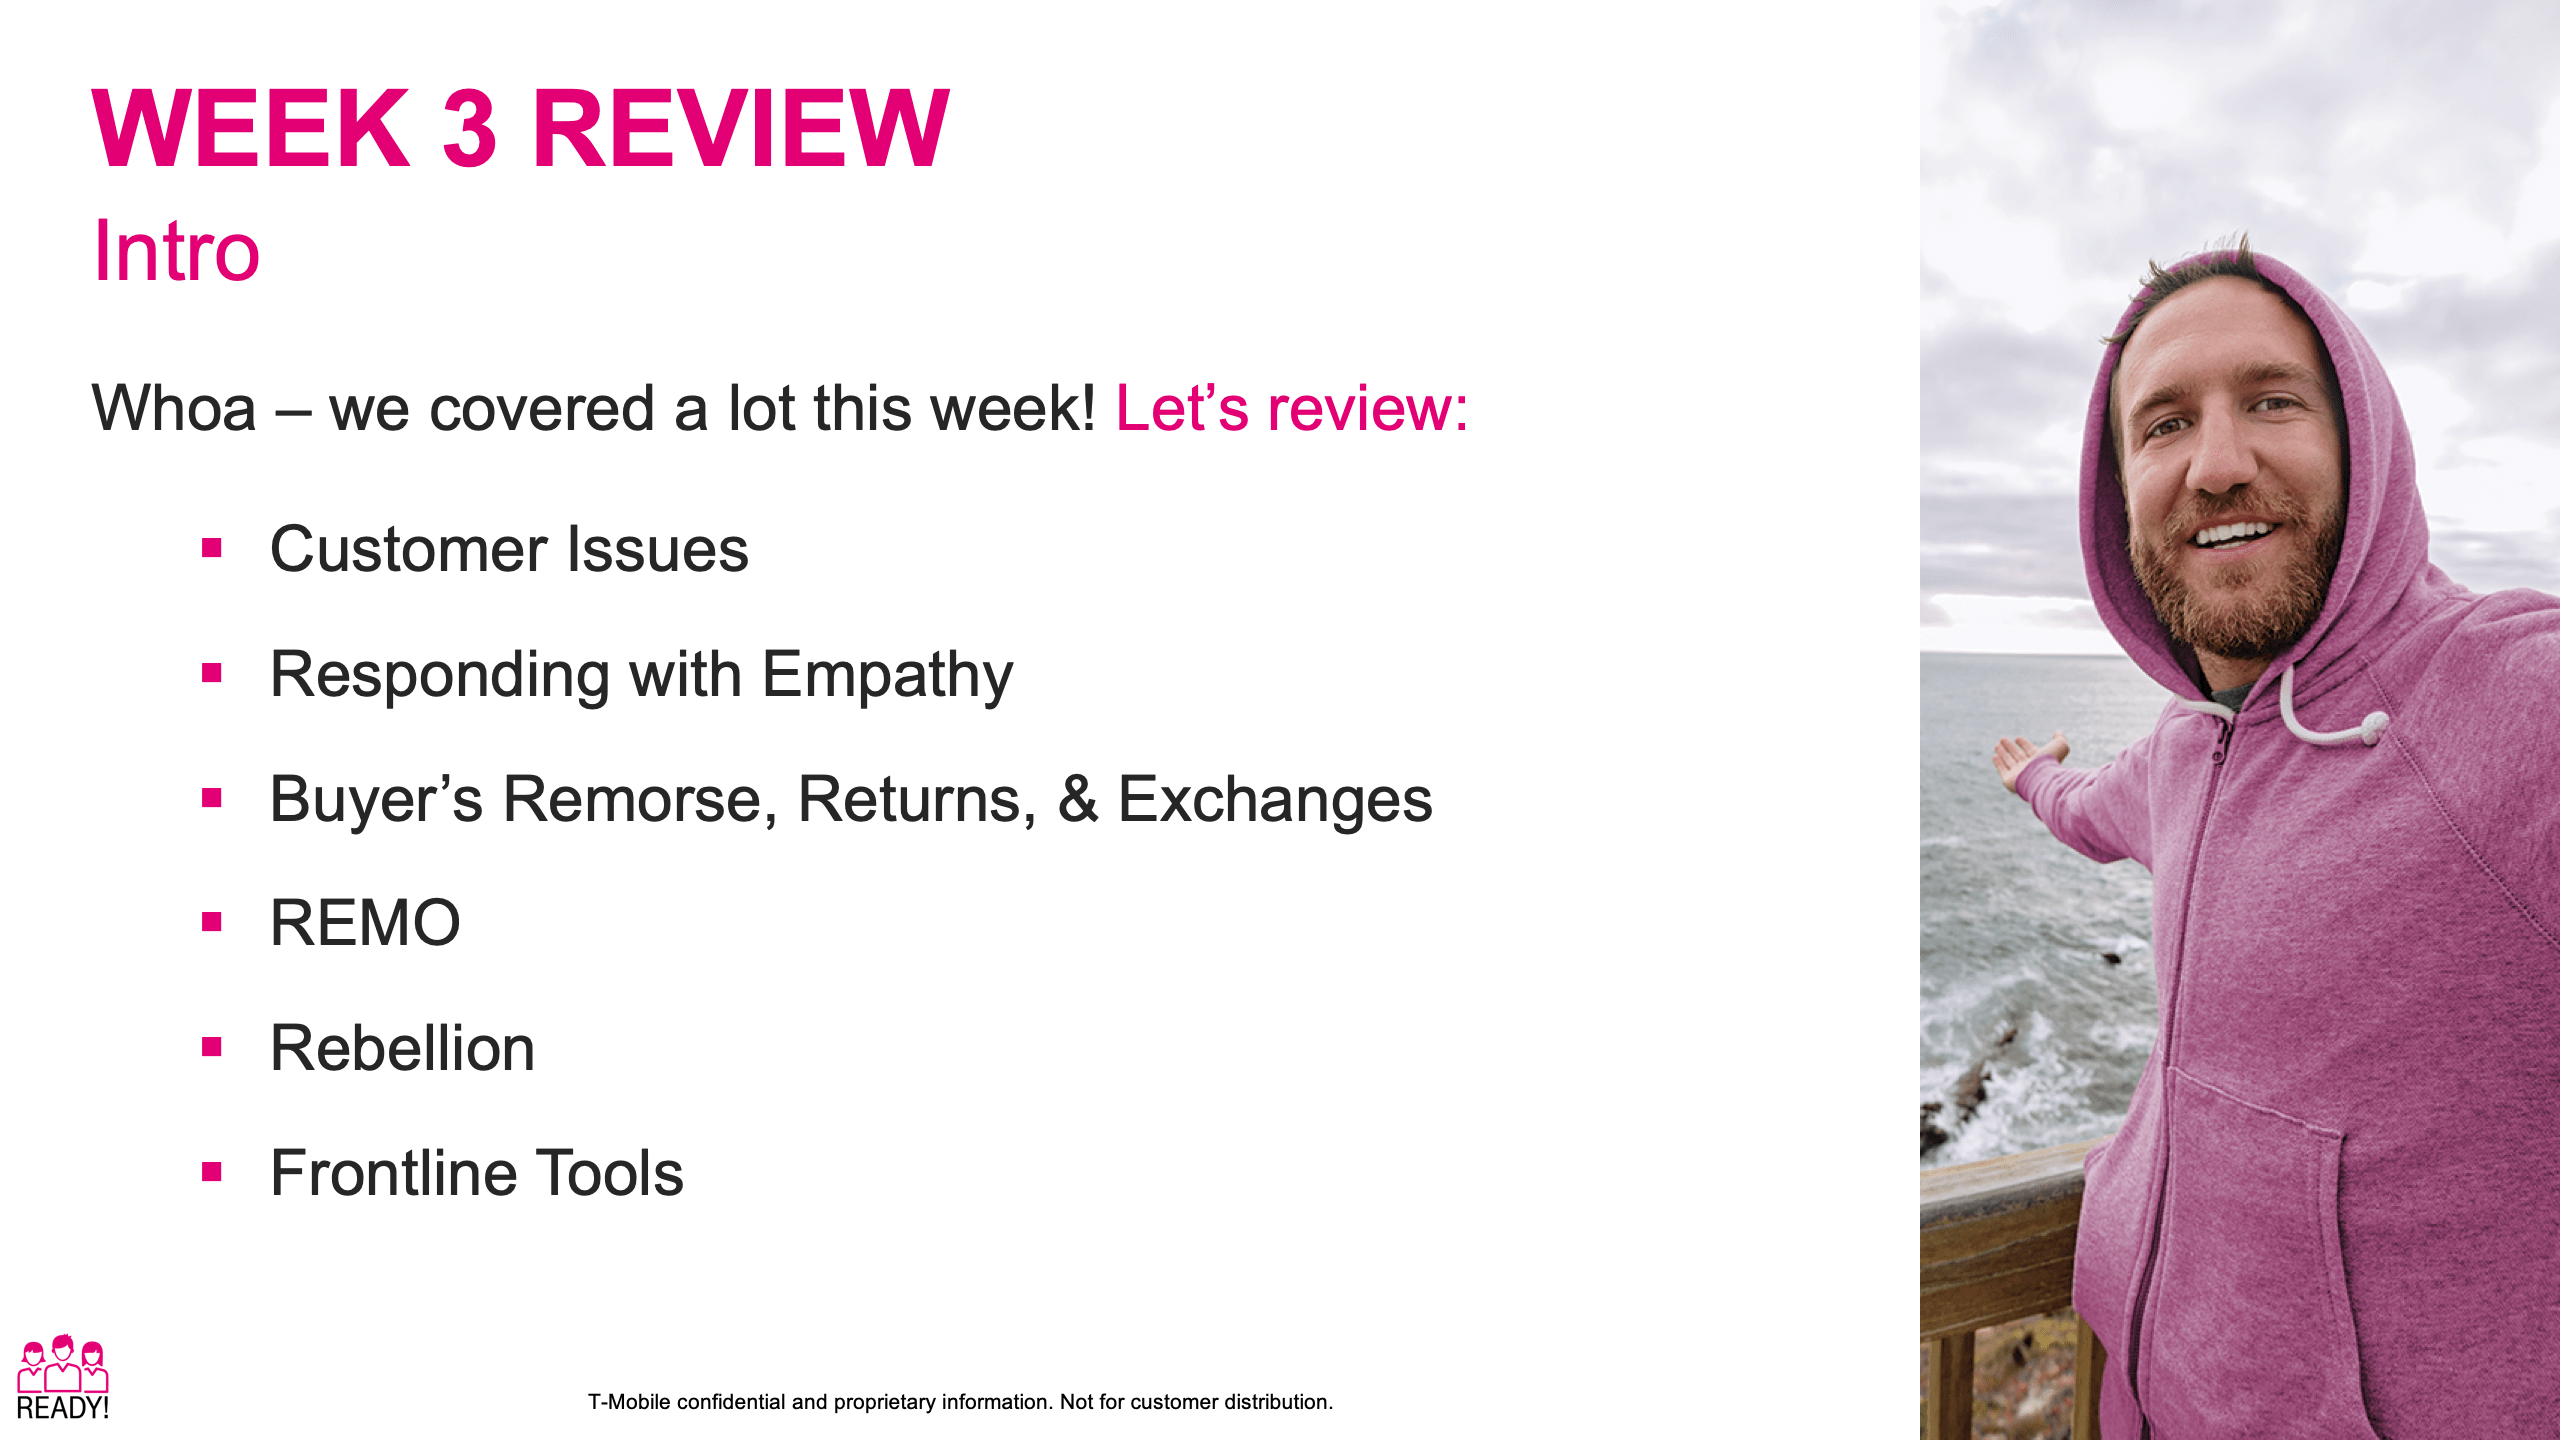 WEEK 3 REVIEW
Intro
Whoa – we covered a lot this week! Let’s review:
▪ Customer Issues
▪ Responding with Empathy
▪ Buyer’s Remorse, Returns, & Exchanges
▪ REMO
▪ Rebellion
▪ Frontline Tools
READY!
T-Mobile confidential and proprietary information. Not for customer distribution.